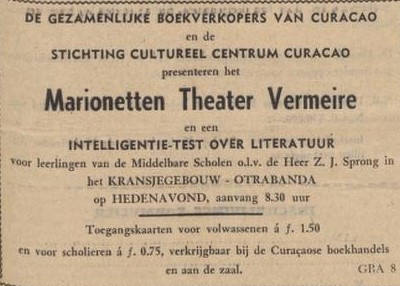 DE GEZAMENLIJKE BOEKVERKOPERS VAN CURACAO
en de
STICHTING CULTUREEL CENTRUM CURACAO
presenteren het
Marionetten Theater Vermeire
en een
INTELLIGENTIE-TEST OVER LITERATUUR
voor leerlingen van de Middelbare Scholen o.l.v. de Heer Z. J. Sprong in
het KRANSJEGEBOUW - OTRABANDA
op HEDENAVOND, aanvang 8.30 uur
Toegangskaarten voor volwassenen á ƒ. 1.50
en voor scholieren á ƒ. 0.75, verkrijgbaar bij de Curaçaose boekhandels
en aan de zaal. GBA 8